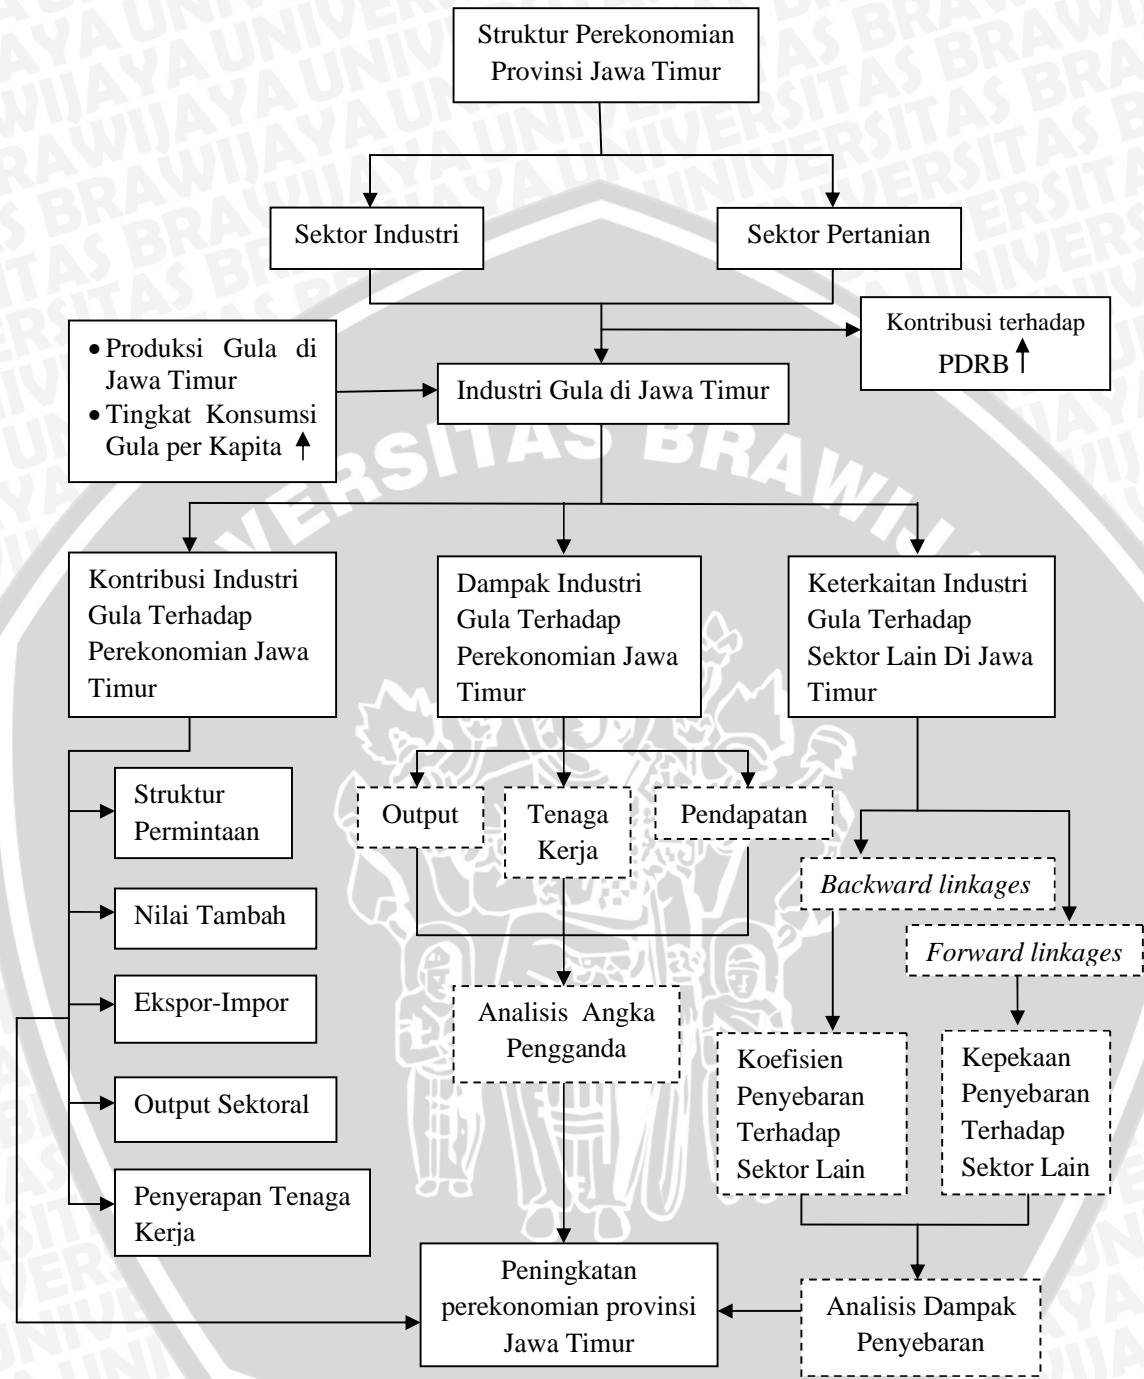 Struktur Perekonomian
Provinsi Jawa Timur
Sektor Industri
Sektor Pertanian
Kontribusi terhadap
PDRB
• Produksi Gula di
Jawa Timur
• Tingkat Konsumsi
Gula per Kapita
Industri Gula di Jawa Timur
Kontribusi Industri
Gula Terhadap
Perekonomian Jawa
Timur
Dampak Industri
Gula Terhadap
Perekonomian Jawa
Timur
Keterkaitan Industri
Gula Terhadap
Sektor Lain Di Jawa
Timur
Struktur
Permintaan
Nilai Tambah
Ekspor-Impor
Output Sektoral
Penyerapan Tenaga
Kerja
Output
Tenaga
Kerja
Pendapatan
Analisis Angka
Pengganda
Backward linkages
Forward linkages
Koefisien
Penyebaran
Terhadap
Sektor Lain
Kepekaan
Penyebaran
Terhadap
Sektor Lain
Peningkatan
perekonomian provinsi
Jawa Timur
Analisis Dampak
Penyebaran